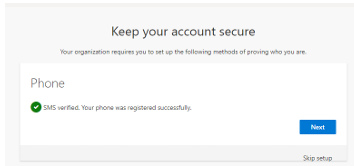 Keep your account secure
Your organization requires you to set up the following methods of proving who you are.
Phone
SMS verified. Your phone was registered successfully.
Next
Skip setup